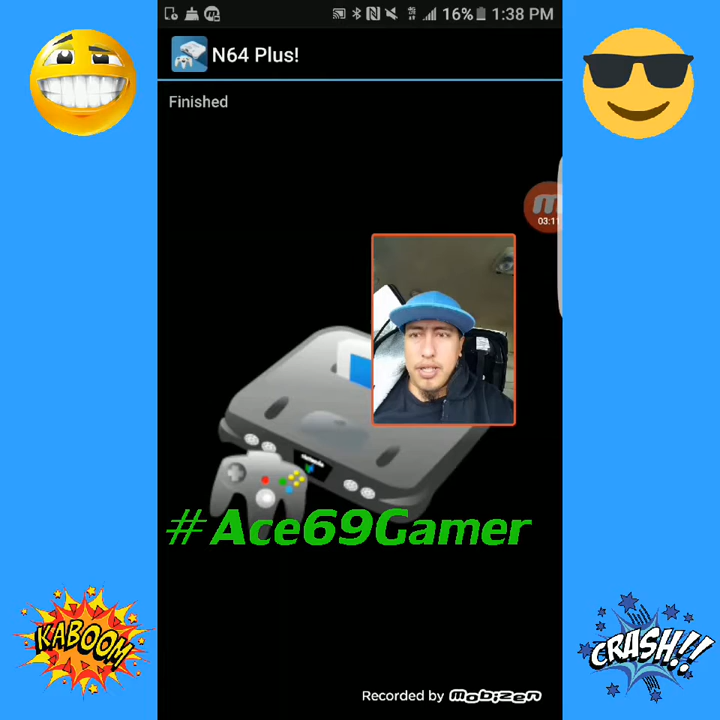 16% 1:38 PM
N64 Plus!
Finished
03:11
#Ace69Gamer
KABOOM
CRASH!!
Recorded by mobizen